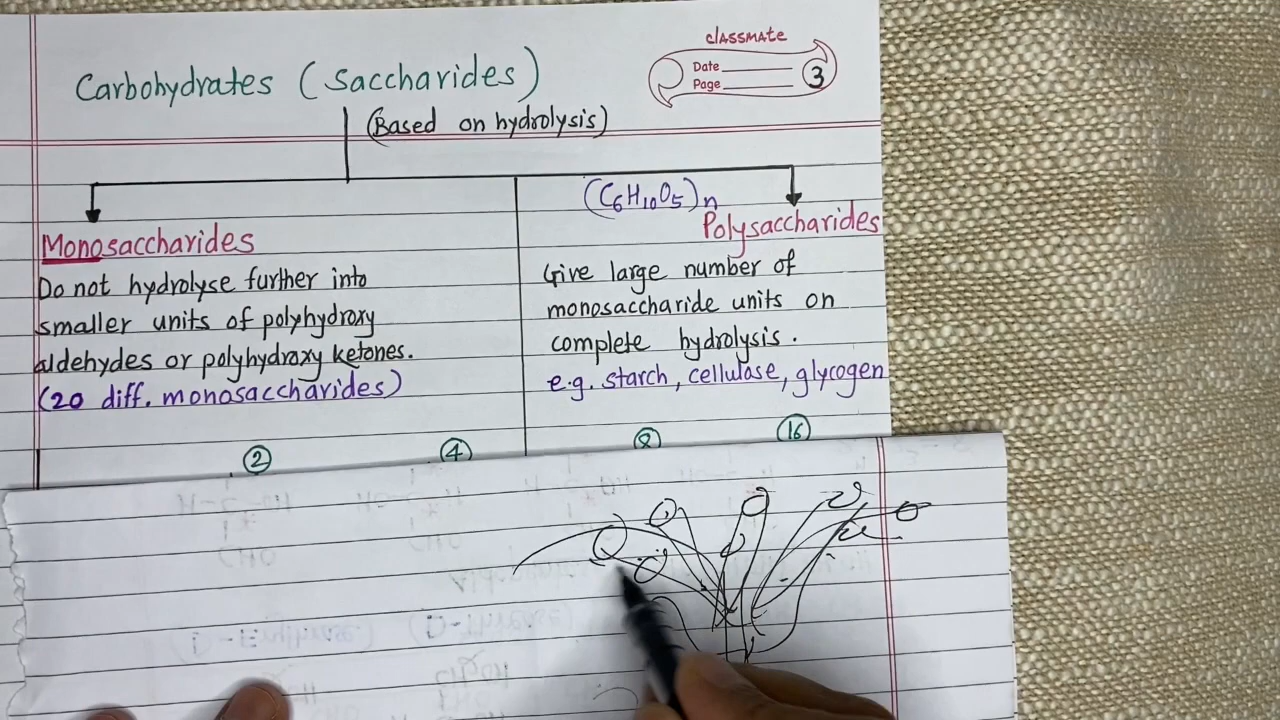 classmate
Date
Page
3
Carbohydrates (Saccharides)
(Based on hydrolysis)
Monosaccharides
Do not hydrolyse further into
smaller units of polyhydroxy
aldehydes or polyhydroxy ketones.
(20 diff. monosaccharides)
(C₆H₁₀O₅)n
Polysaccharides
Give large number of
monosaccharide units on
complete hydrolysis.
e.g. starch, cellulose, glycogen
2 4 8 16